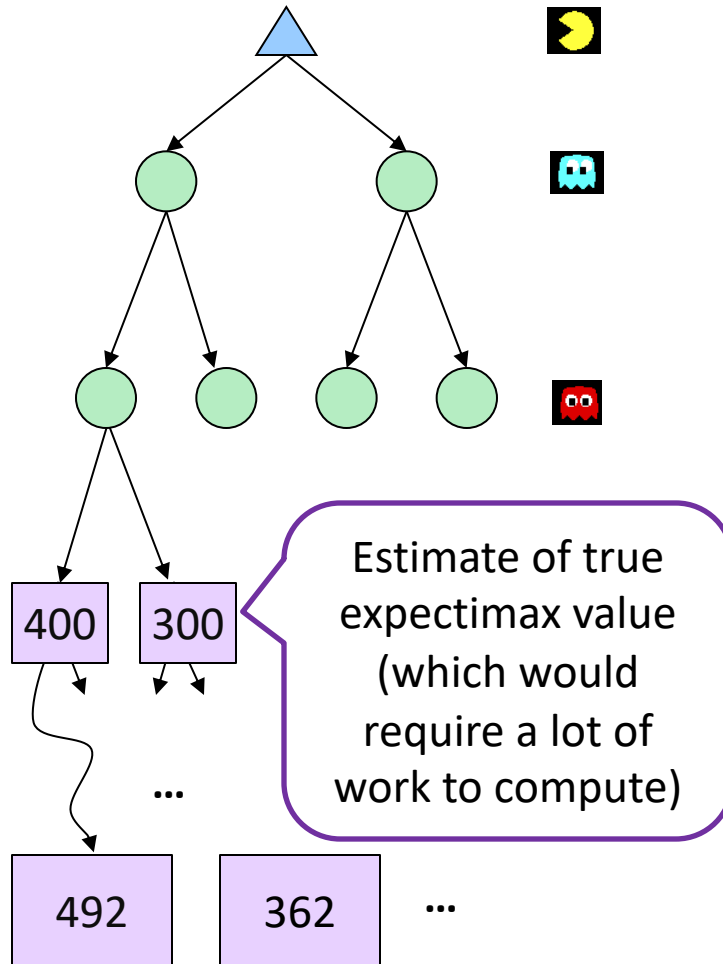 400
300
Estimate of true
expectimax value
(which would
require a lot of
work to compute)
...
492
362
...